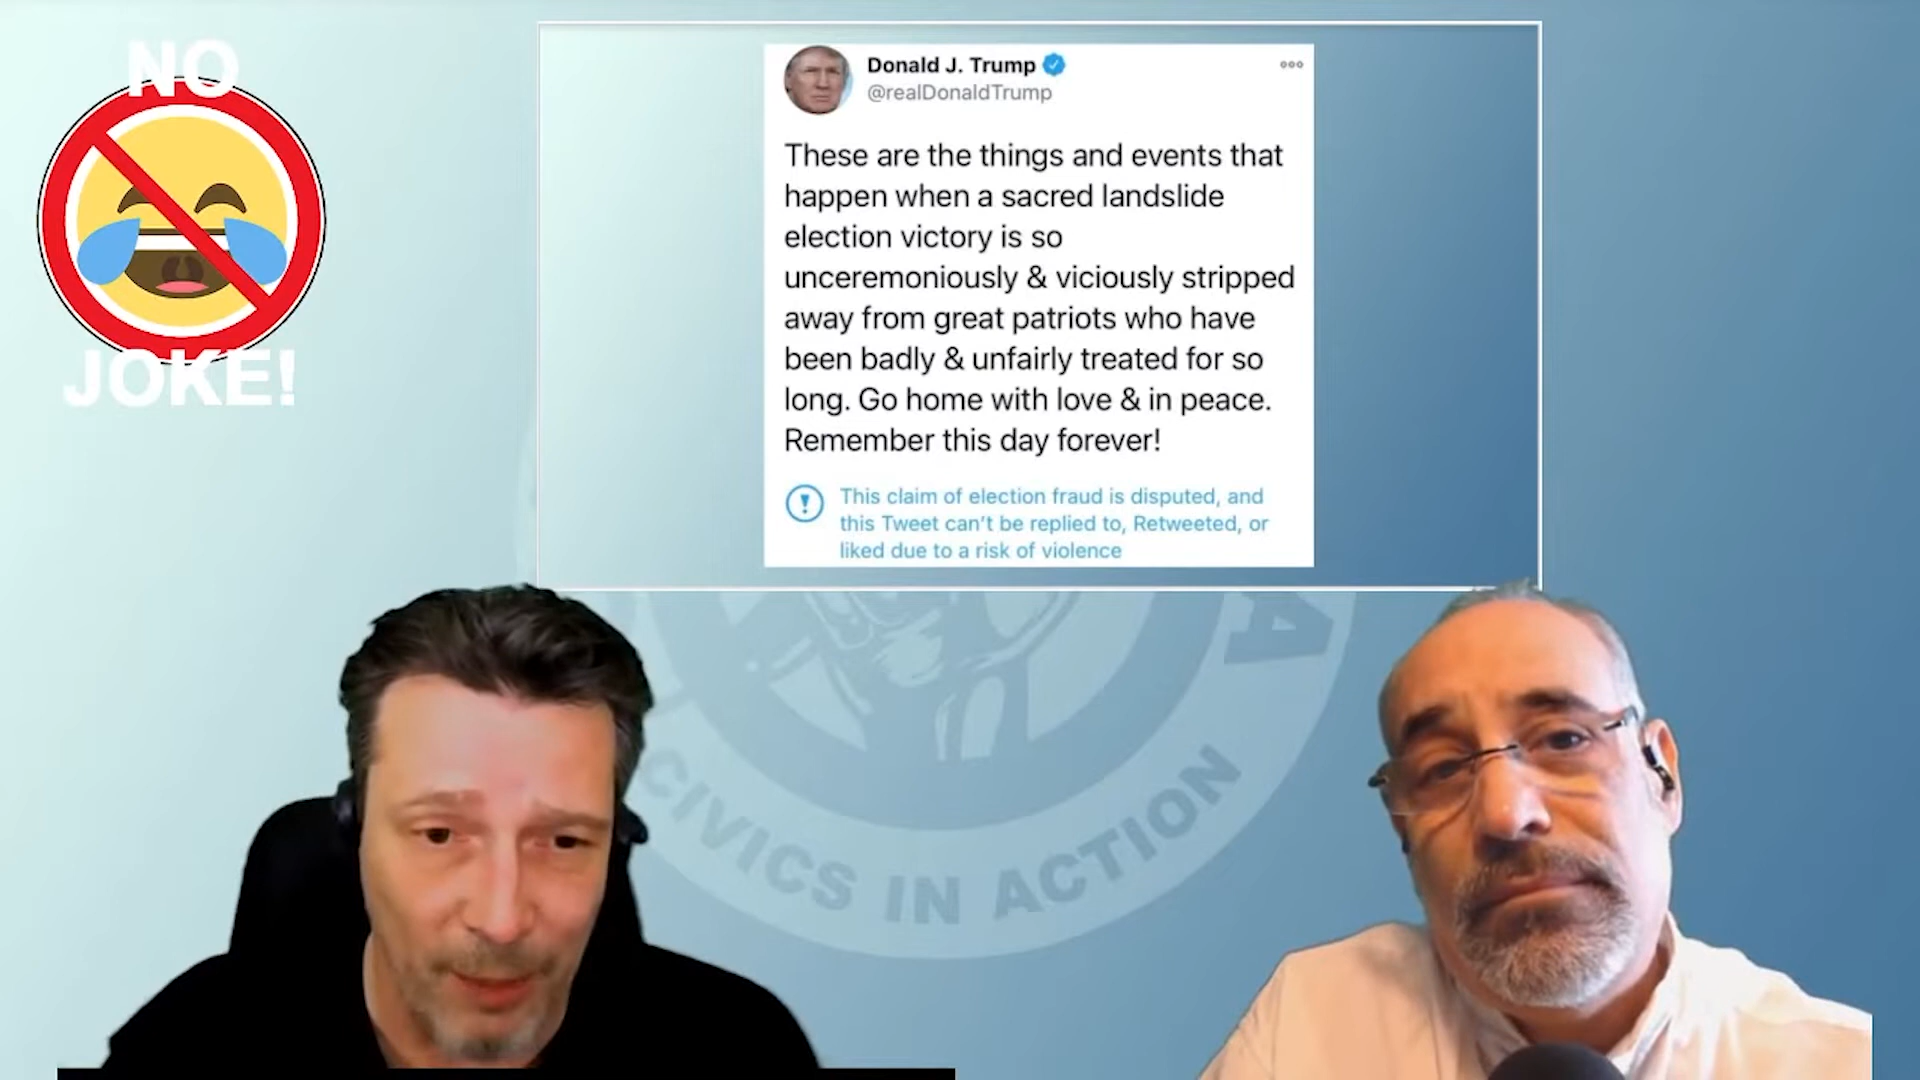 NO
JOKE!
Donald J. Trump
@realDonaldTrump
These are the things and events that
happen when a sacred landslide
election victory is so
unceremoniously & viciously stripped
away from great patriots who have
been badly & unfairly treated for so
long. Go home with love & in peace.
Remember this day forever!
This claim of election fraud is disputed, and
this Tweet can't be replied to, Retweeted, or
liked due to a risk of violence
CIVICS IN ACTION